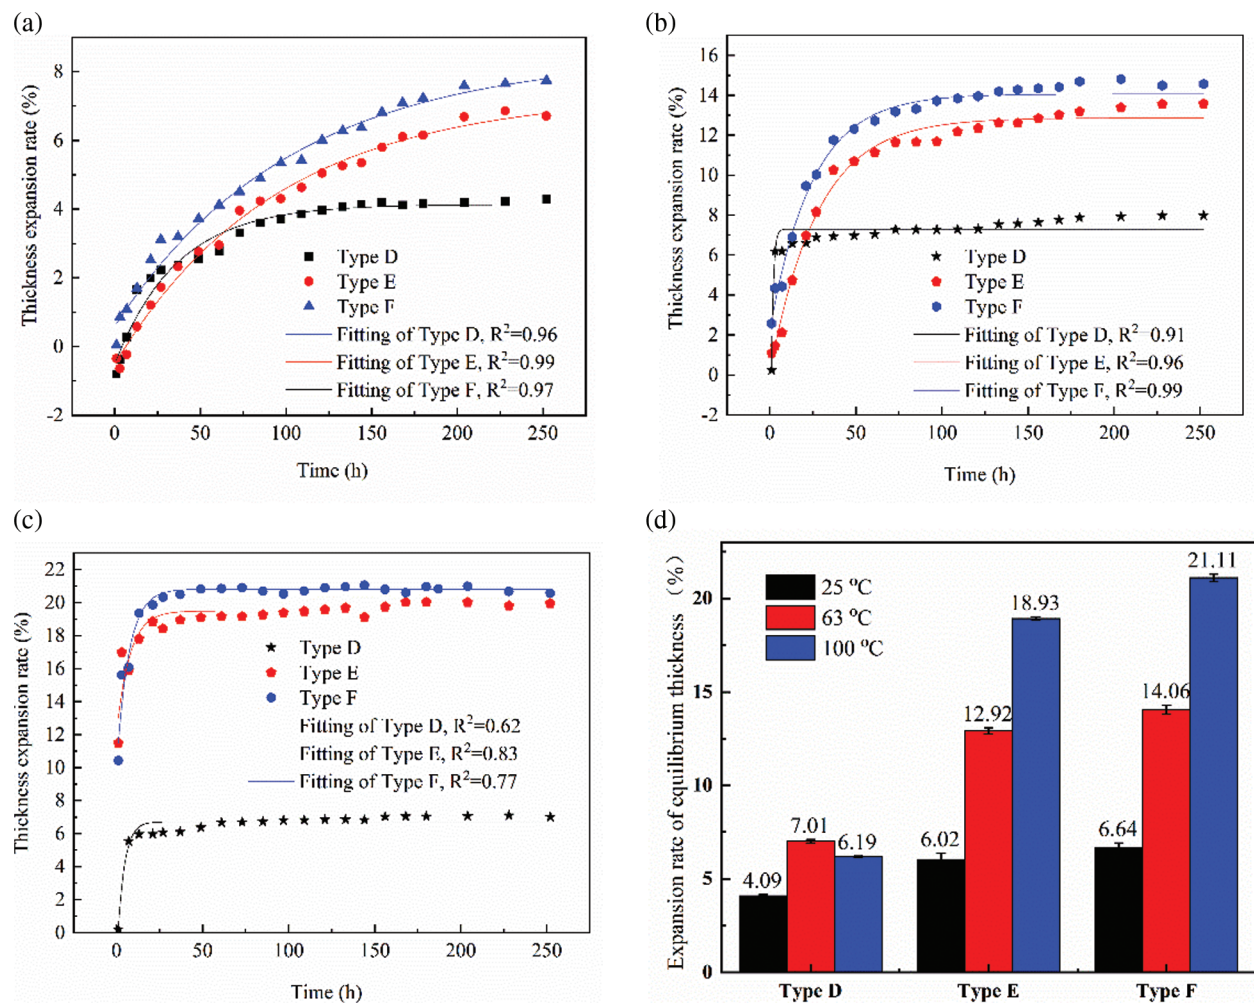 (a)
Thickness expansion rate (%)
8
6
4
2
0
-2
Type D
Type E
Type F
Fitting of Type D, R²=0.96
Fitting of Type E, R²=0.99
Fitting of Type F, R²=0.97
0 50 100 150 200 250
Time (h)
(b)
Thickness expansion rate (%)
16
14
12
10
8
6
4
2
0
-2
Type D
Type E
Type F
Fitting of Type D, R²=0.91
Fitting of Type E, R²=0.96
Fitting of Type F, R²=0.99
0 50 100 150 200 250
Time (h)
(c)
Thickness expansion rate (%)
22
20
18
16
14
12
10
8
6
4
2
0
Type D
Type E
Type F
Fitting of Type D, R²=0.62
Fitting of Type E, R²=0.83
Fitting of Type F, R²=0.77
0 50 100 150 200 250
Time (h)
(d)
Expansion rate of equilibrium thickness (%)
20
15
10
5
0
25 °C
63 °C
100 °C
4.09
7.01
6.19
6.02
12.92
18.93
6.64
14.06
21.11
Type D Type E Type F